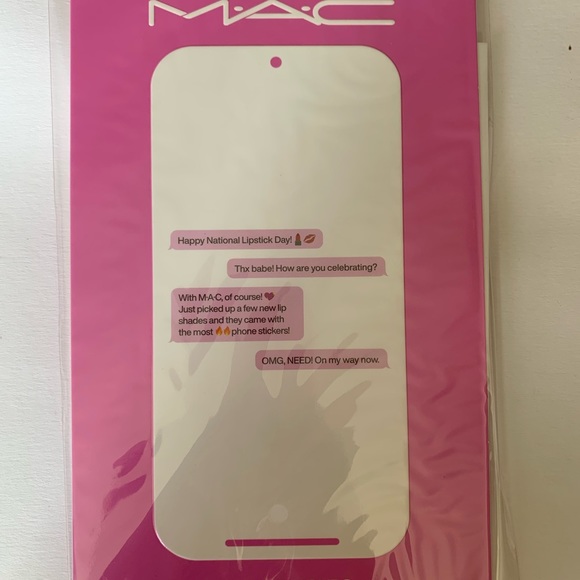 M·A·C
Happy National Lipstick Day! 💄💋
Thx babe! How are you celebrating?
With M·A·C, of course! ❤️
Just picked up a few new lip
shades and they came with
the most 🔥🔥phone stickers!
OMG, NEED! On my way now.